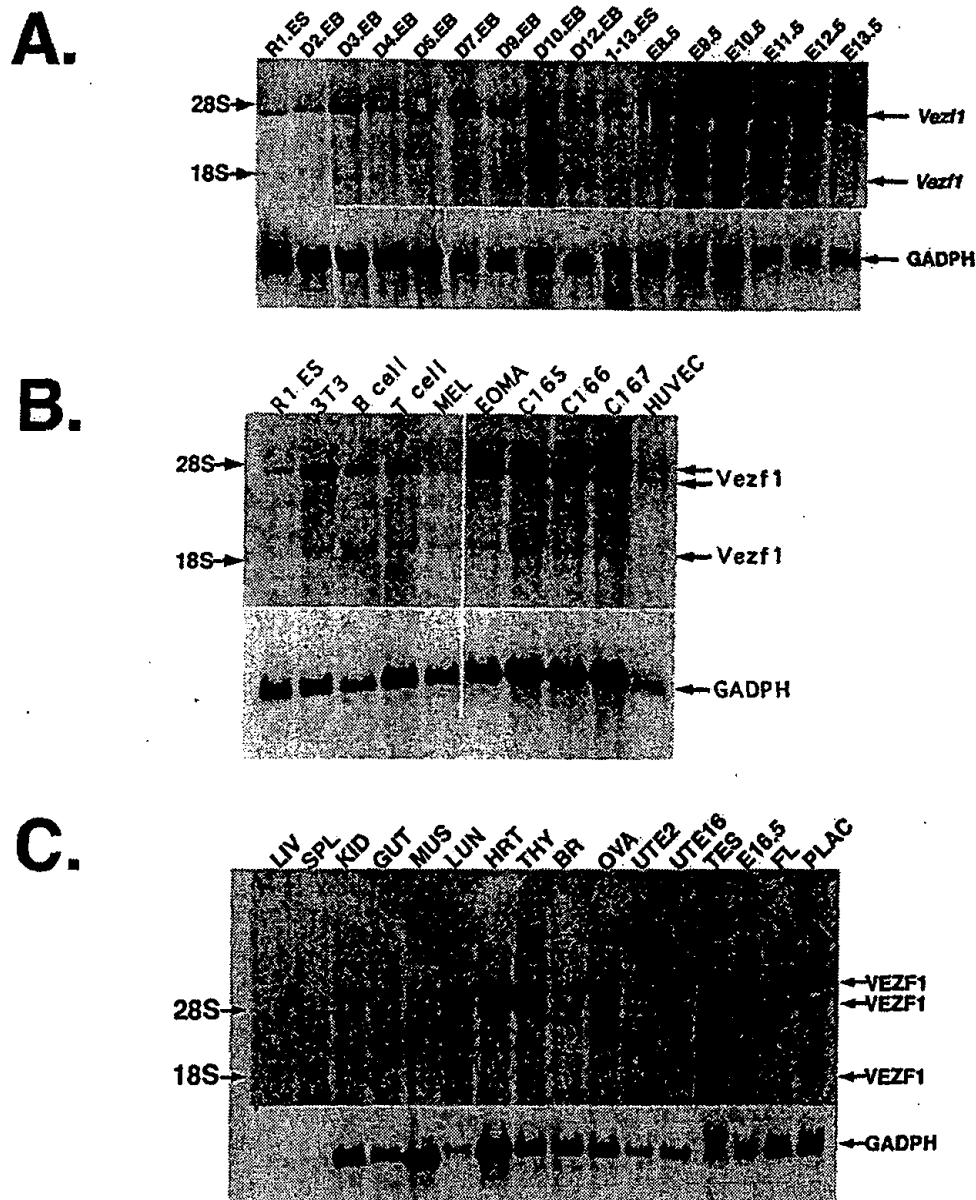 A.
R1.ES D2.EB D3.EB D4.EB D5.EB D7.EB D9.EB D10.EB D12.EB 1-13.ES E8.5 E9.5 E10.5 E11.5 E12.5 E13.5
28S
Vezf1
18S
Vezf1
GADPH
B.
R1.ES 3T3 B cell T cell MEL EOMA C165 C166 C167 HUVEC
28S
Vezf1
18S
Vezf1
GADPH
C.
LIV SPL KID GUT MUS LUN HRT THY BR OVA UTE2 UTE16 TES E16.5 FL PLAC
VEZF1
28S
VEZF1
18S
VEZF1
GADPH